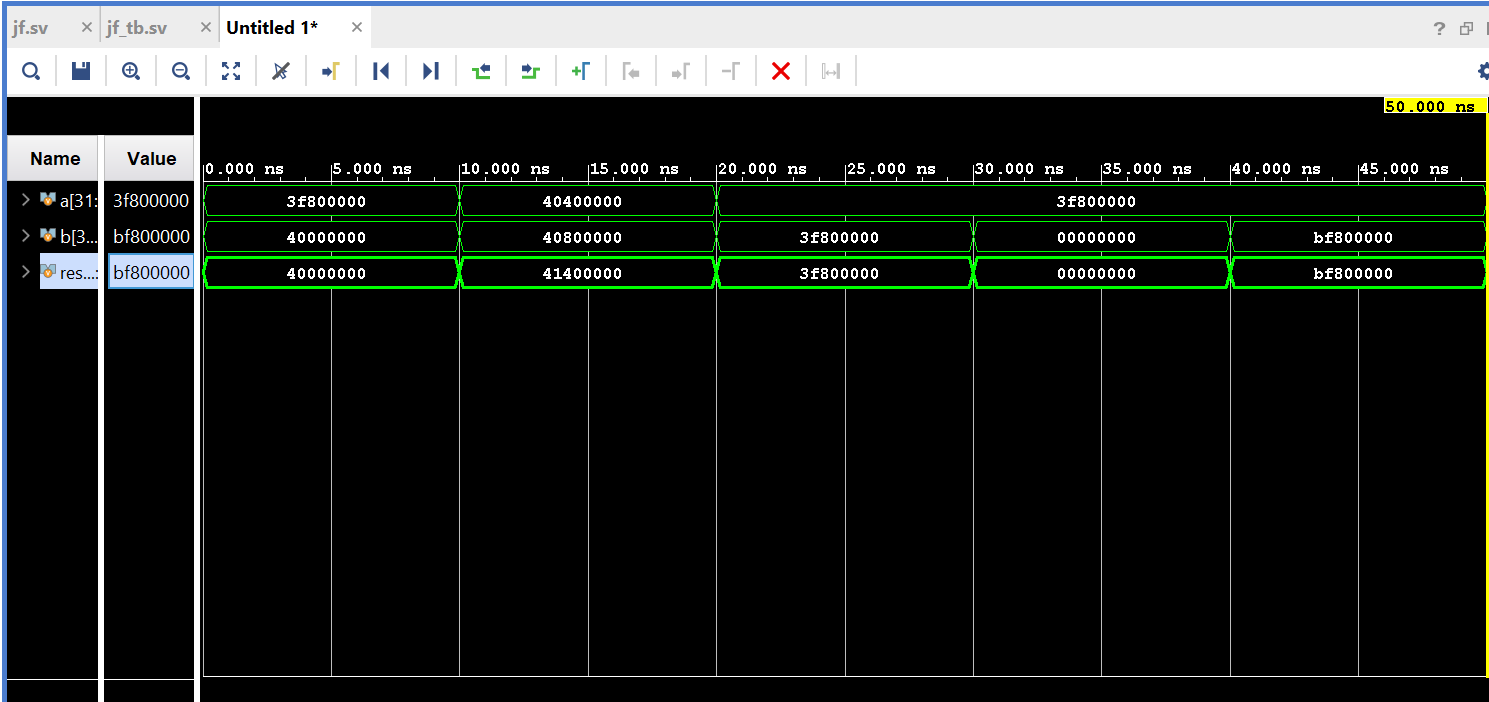 jf.sv × jf_tb.sv × Untitled 1* × ?
50.000 ns
Name Value 0.000 ns 5.000 ns 10.000 ns 15.000 ns 20.000 ns 25.000 ns 30.000 ns 35.000 ns 40.000 ns 45.000 ns
a[31: 3f800000 3f800000 40400000 3f800000
b[3... bf800000 40000000 40800000 3f800000 00000000 bf800000
res...: bf800000 40000000 41400000 3f800000 00000000 bf800000